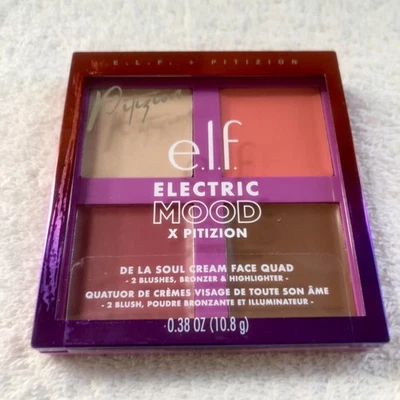 E.L.F. + PITIZION
Pitizion
e.l.f.
ELECTRIC
MOOD
X PITIZION
DE LA SOUL CREAM FACE QUAD
- 2 BLUSHES, BRONZER & HIGHLIGHTER -
QUATUOR DE CRÈMES VISAGE DE TOUTE SON ÂME
- 2 BLUSH, POUDRE BRONZANTE ET ILLUMINATEUR -
0.38 OZ (10.8 g)